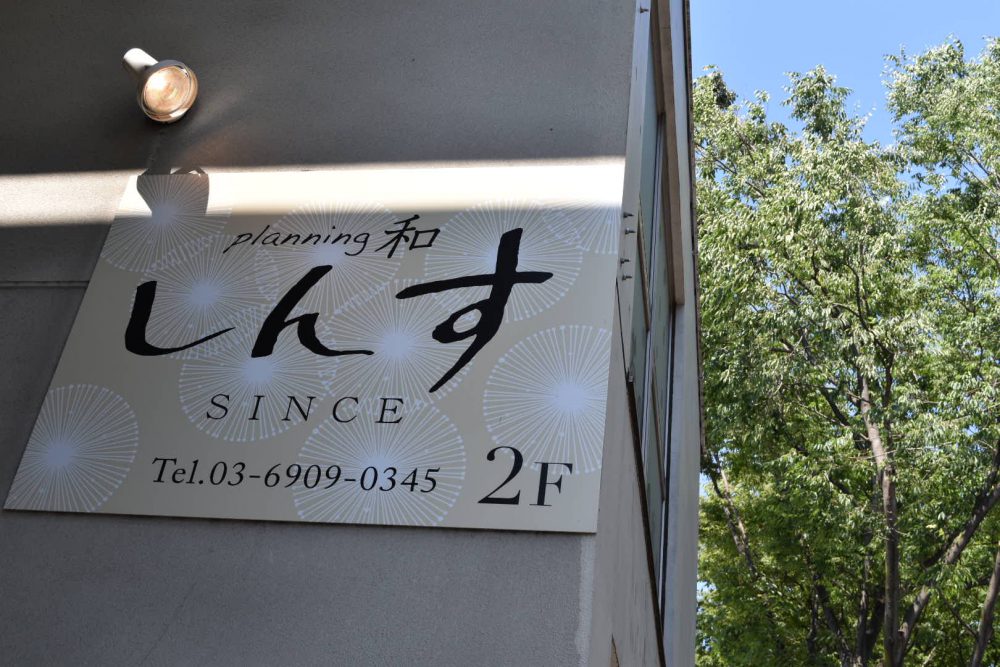 planning 和
しんす
SINCE
Tel.03-6909-0345 2F